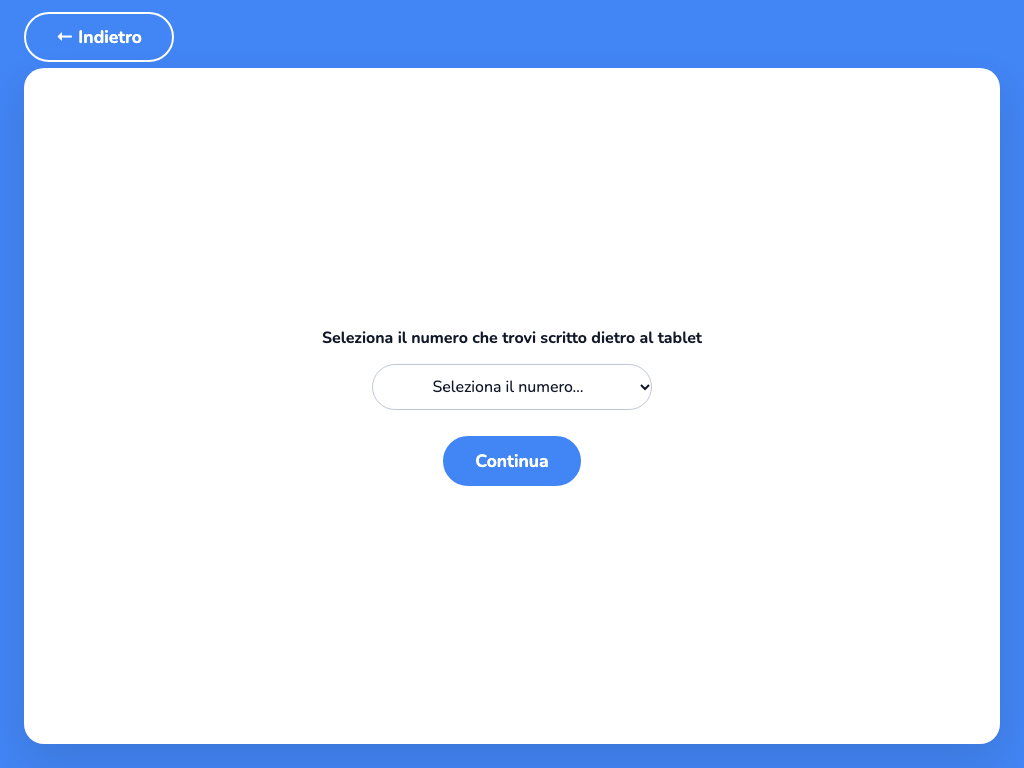 ← Indietro
Seleziona il numero che trovi scritto dietro al tablet
Seleziona il numero...
Continua